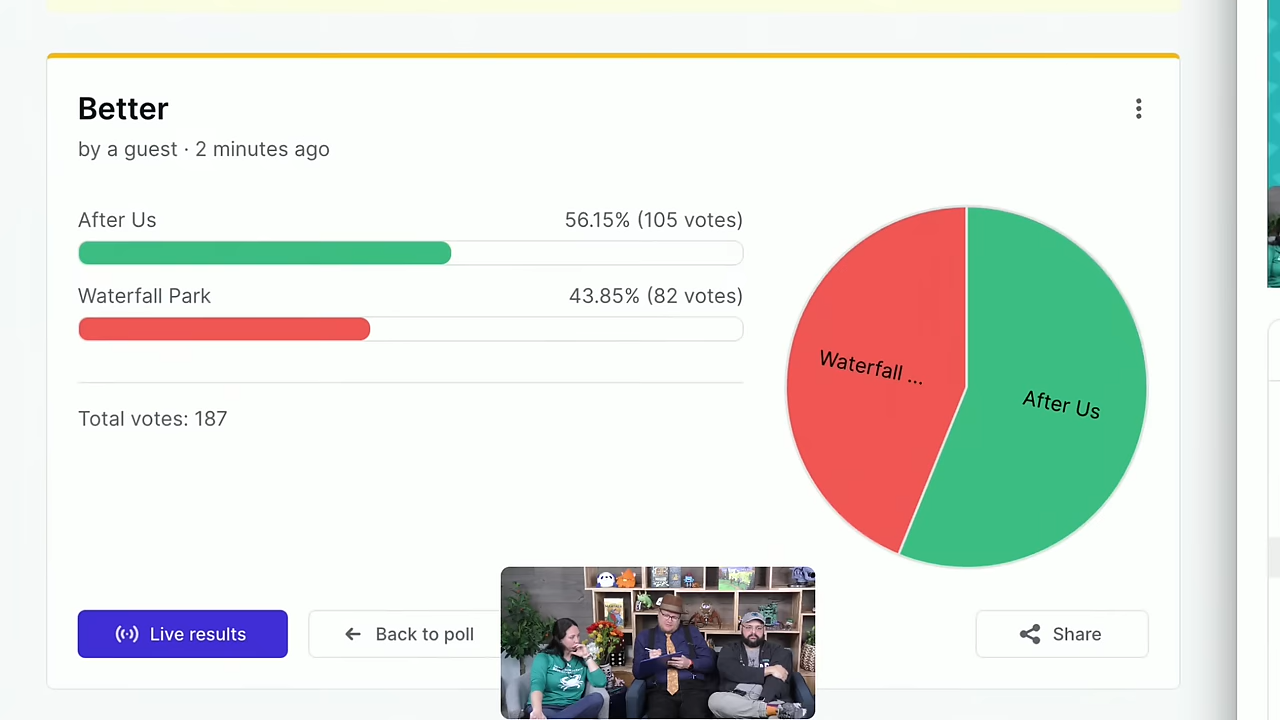 Better
by a guest · 2 minutes ago
After Us 56.15% (105 votes)
Waterfall Park 43.85% (82 votes)
Total votes: 187
Waterfall ...
After Us
Live results
Back to poll
Share